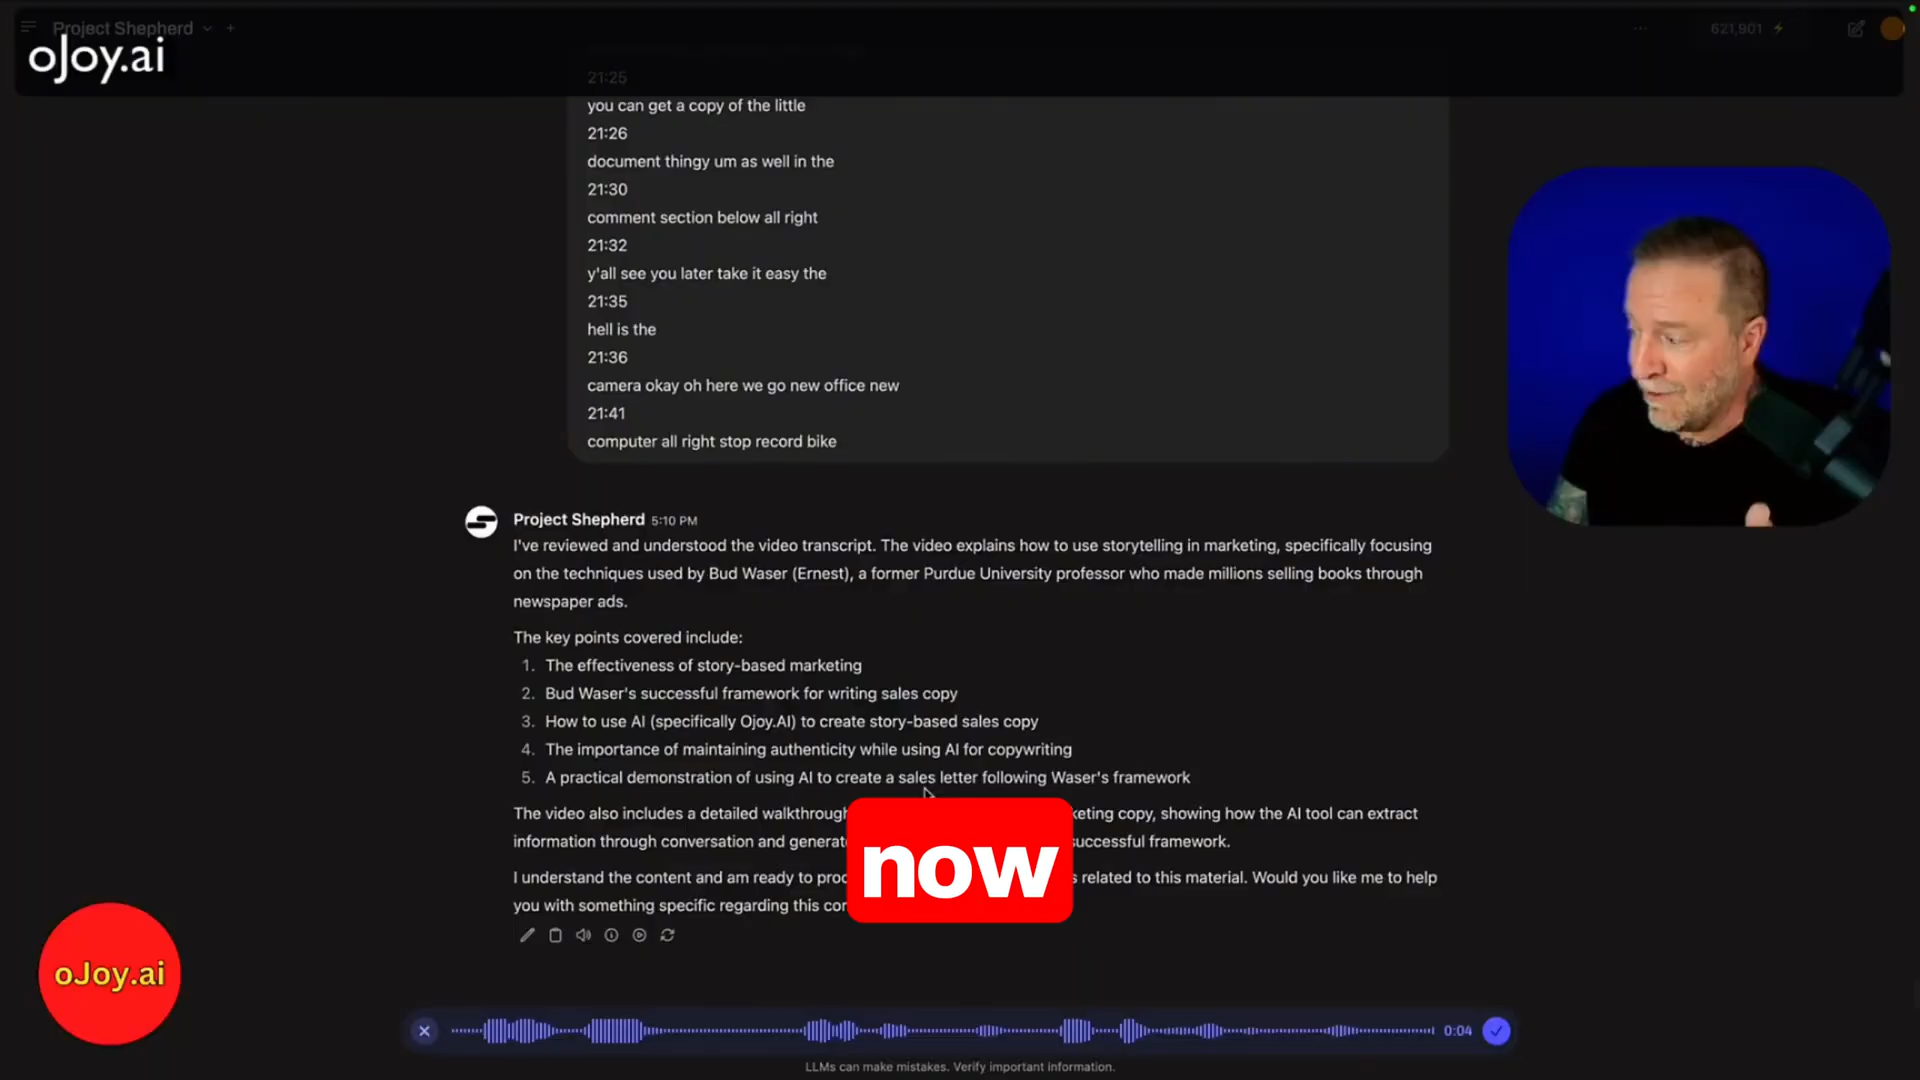 Project Shepherd
621,901
oJoy.ai
21:25
you can get a copy of the little
21:26
document thingy um as well in the
21:30
comment section below all right
21:32
y'all see you later take it easy the
21:35
hell is the
21:36
camera okay oh here we go new office new
21:41
computer all right stop record bike
Project Shepherd 5:10 PM
I've reviewed and understood the video transcript. The video explains how to use storytelling in marketing, specifically focusing
on the techniques used by Bud Waser (Ernest), a former Purdue University professor who made millions selling books through
newspaper ads.
The key points covered include:
1. The effectiveness of story-based marketing
2. Bud Waser's successful framework for writing sales copy
3. How to use AI (specifically Ojoy.AI) to create story-based sales copy
4. The importance of maintaining authenticity while using AI for copywriting
5. A practical demonstration of using AI to create a sales letter following Waser's framework
The video also includes a detailed walkthrough keting copy, showing how the AI tool can extract
information through conversation and generat uccessful framework.
I understand the content and am ready to proc s related to this material. Would you like me to help
you with something specific regarding this con
now
oJoy.ai
0:04
LLMs can make mistakes. Verify important information.